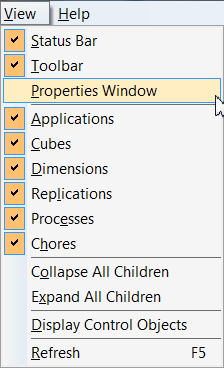 View Help
Status Bar
Toolbar
Properties Window
Applications
Cubes
Dimensions
Replications
Processes
Chores
Collapse All Children
Expand All Children
Display Control Objects
Refresh F5